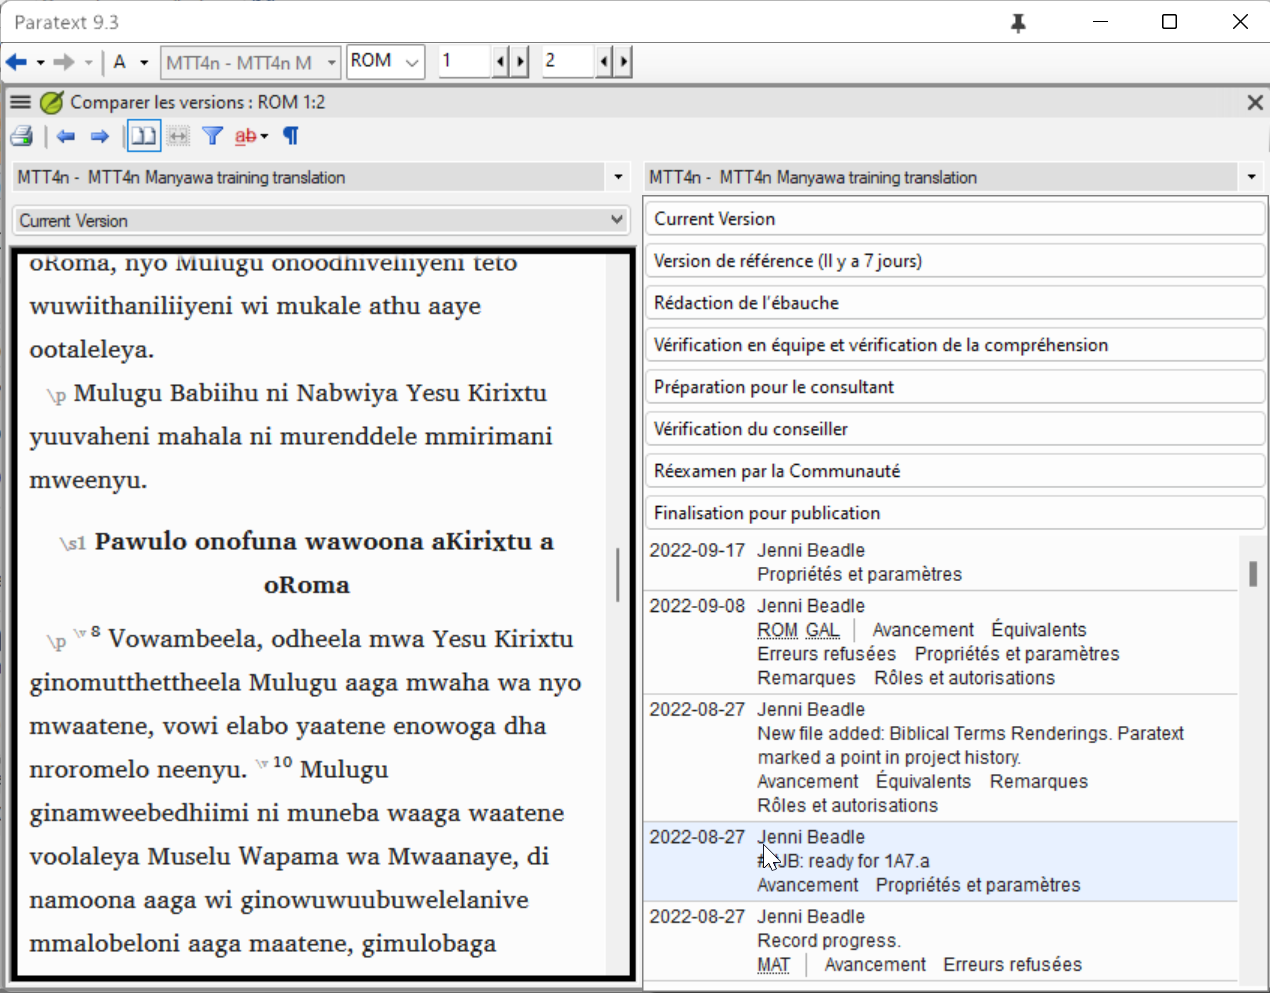 Paratext 9.3
A MTT4n - MTT4n M ROM 1 2
Comparer les versions : ROM 1:2
ab ¶
MTT4n - MTT4n Manyawa training translation
Current Version
oRoma, nyo Mulugu onoodhiveliiyeni teto
wuwiithaniliiyeni wi mukale athu aaye
ootaleleya.
\p Mulugu Babiihu ni Nabwiya Yesu Kirixtu
yuuvaheni mahala ni murenddele mmirimani
mweenyu.
\s1 Pawulo onofuna wawoona aKirixtu a
oRoma
\p \v 8 Vowambeela, odheela mwa Yesu Kirixtu
ginomutthettheela Mulugu aaga mwaha wa nyo
mwaatene, vowi elabo yaatene enowoga dha
nroromelo neenyu. \v 10 Mulugu
ginamweebedhiimi ni muneba waaga waatene
voolaleya Muselu Wapama wa Mwaanaye, di
namoona aaga wi ginowuwuubuwelelanive
mmalobeloni aaga maatene, gimulobaga
MTT4n - MTT4n Manyawa training translation
Current Version
Version de référence (Il y a 7 jours)
Rédaction de l'ébauche
Vérification en équipe et vérification de la compréhension
Préparation pour le consultant
Vérification du conseiller
Réexamen par la Communauté
Finalisation pour publication
2022-09-17 Jenni Beadle
Propriétés et paramètres
2022-09-08 Jenni Beadle
ROM GAL | Avancement Équivalents
Erreurs refusées Propriétés et paramètres
Remarques Rôles et autorisations
2022-08-27 Jenni Beadle
New file added: Biblical Terms Renderings. Paratext
marked a point in project history.
Avancement Équivalents Remarques
Rôles et autorisations
2022-08-27 Jenni Beadle
ready for 1A7.a
Avancement Propriétés et paramètres
2022-08-27 Jenni Beadle
Record progress.
MAT | Avancement Erreurs refusées